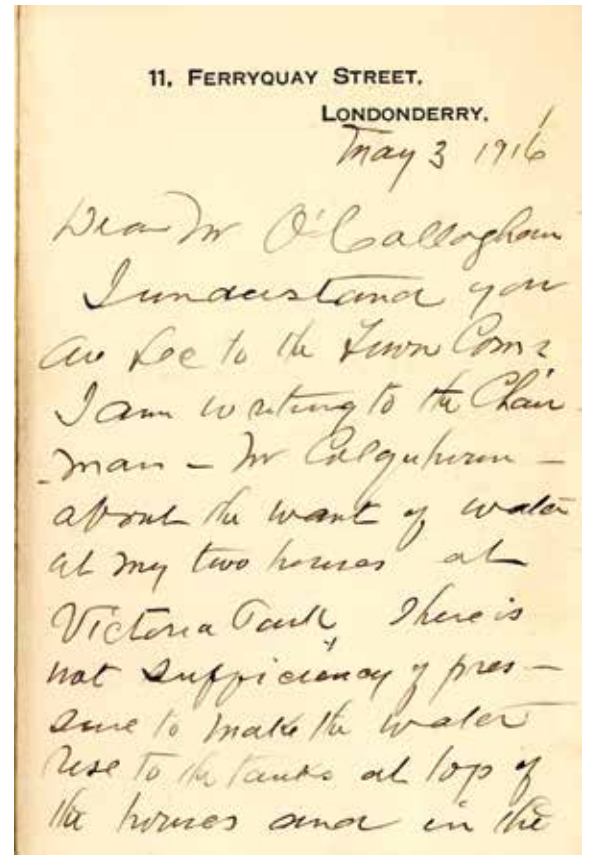 11, FERRYQUAY STREET,
LONDONDERRY.
May 3 1916
Dear Mr O'Callaghan
I understand you
are Sec to the Town Coms
I am writing to the Chair
-man - Mr Colquhoun -
about the want of water
at my two houses at
Victoria Park, There is
not sufficiency of pres-
sure to make the water
rise to the tanks at top of
the houses and in the